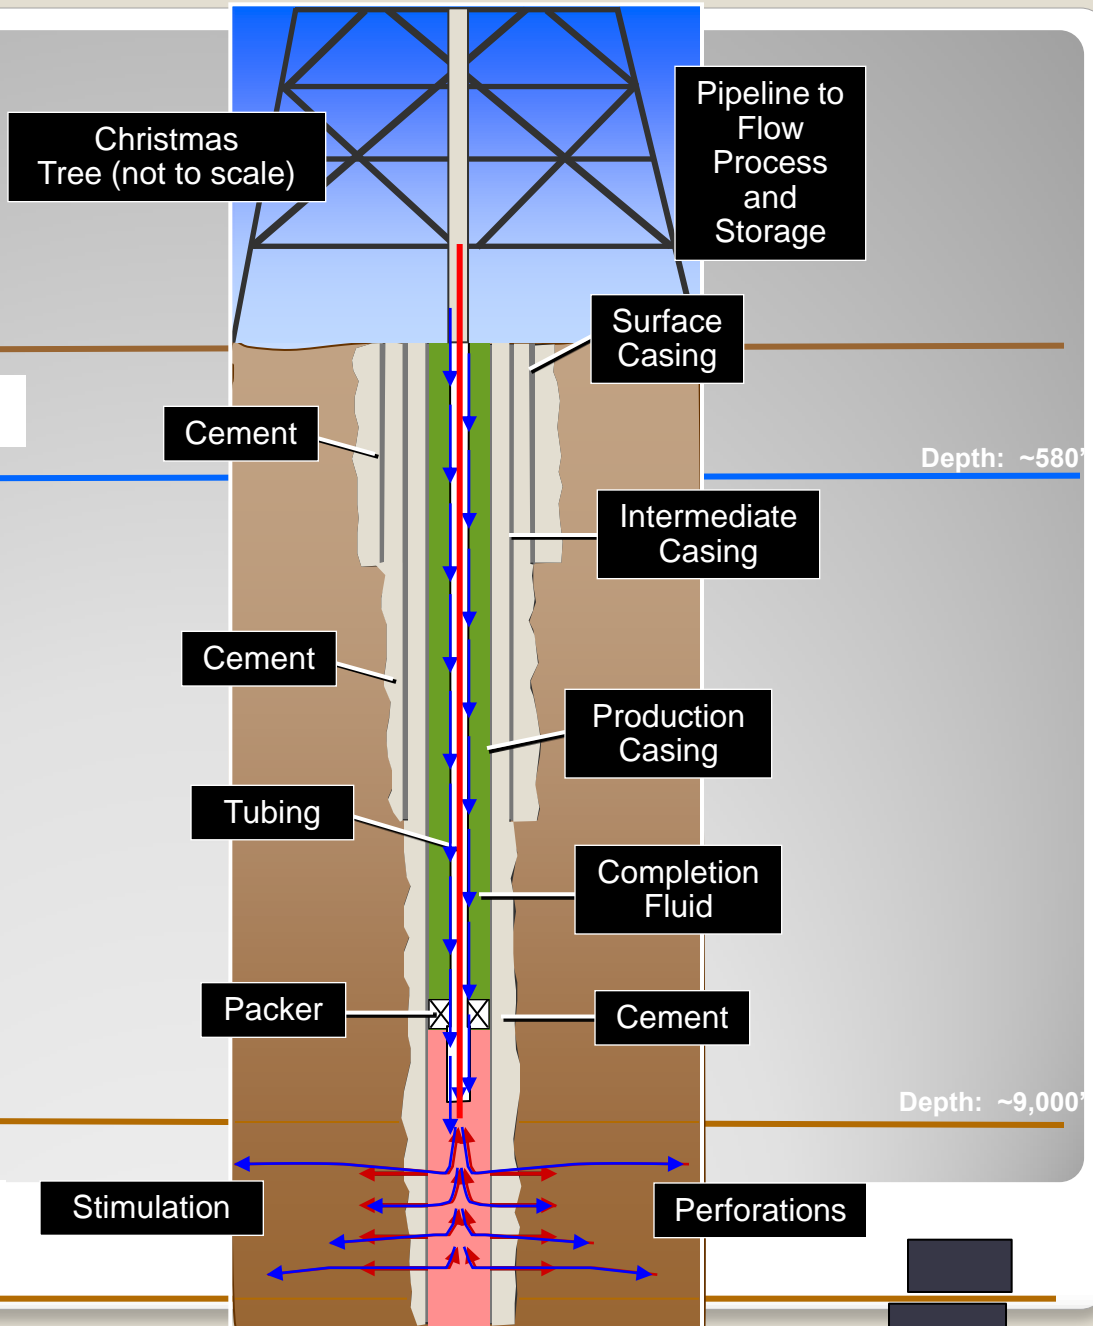 Christmas
Tree (not to scale)
Pipeline to
Flow
Process
and
Storage
Surface
Casing
Cement
Depth:  ~580’
Intermediate
Casing
Cement
Production
Casing
Tubing
Completion
Fluid
Packer
Cement
Depth:  ~9,000’
Stimulation
Perforations